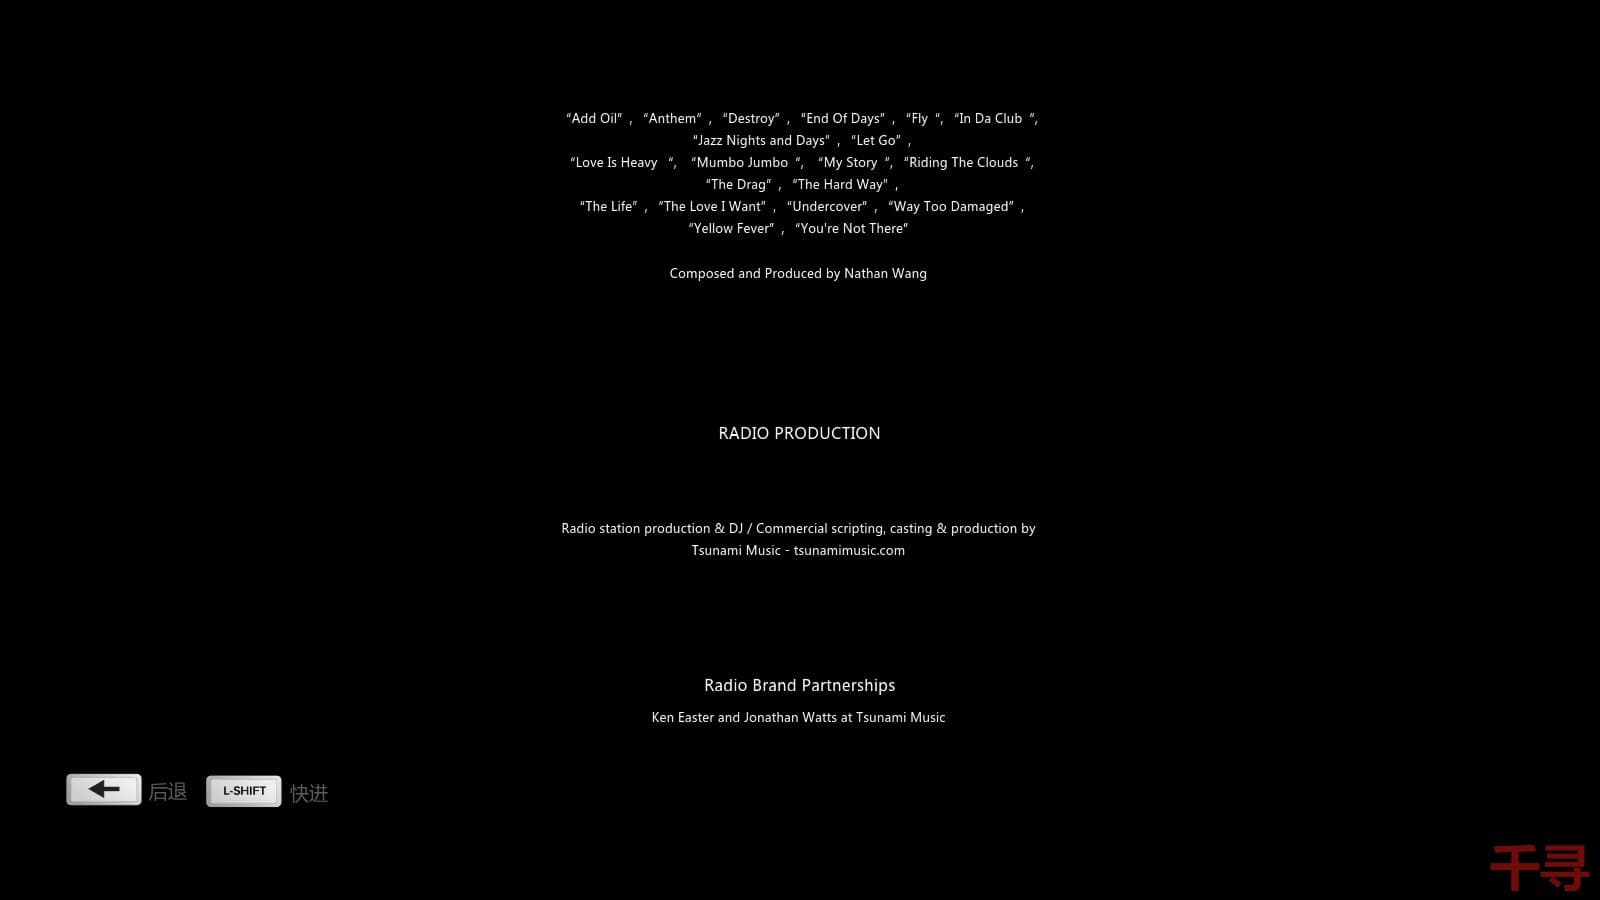 “Add Oil” , “Anthem” , “Destroy” , “End Of Days” , “Fly “, “In Da Club “,
“Jazz Nights and Days” , “Let Go” ,
“Love Is Heavy “, “Mumbo Jumbo “, “My Story “, “Riding The Clouds “,
“The Drag” , “The Hard Way” ,
“The Life” , “The Love I Want” , “Undercover” , “Way Too Damaged” ,
“Yellow Fever” , “You're Not There”
Composed and Produced by Nathan Wang
RADIO PRODUCTION
Radio station production & DJ / Commercial scripting, casting & production by
Tsunami Music - tsunamimusic.com
Radio Brand Partnerships
Ken Easter and Jonathan Watts at Tsunami Music
后退 L-SHIFT 快进
千寻